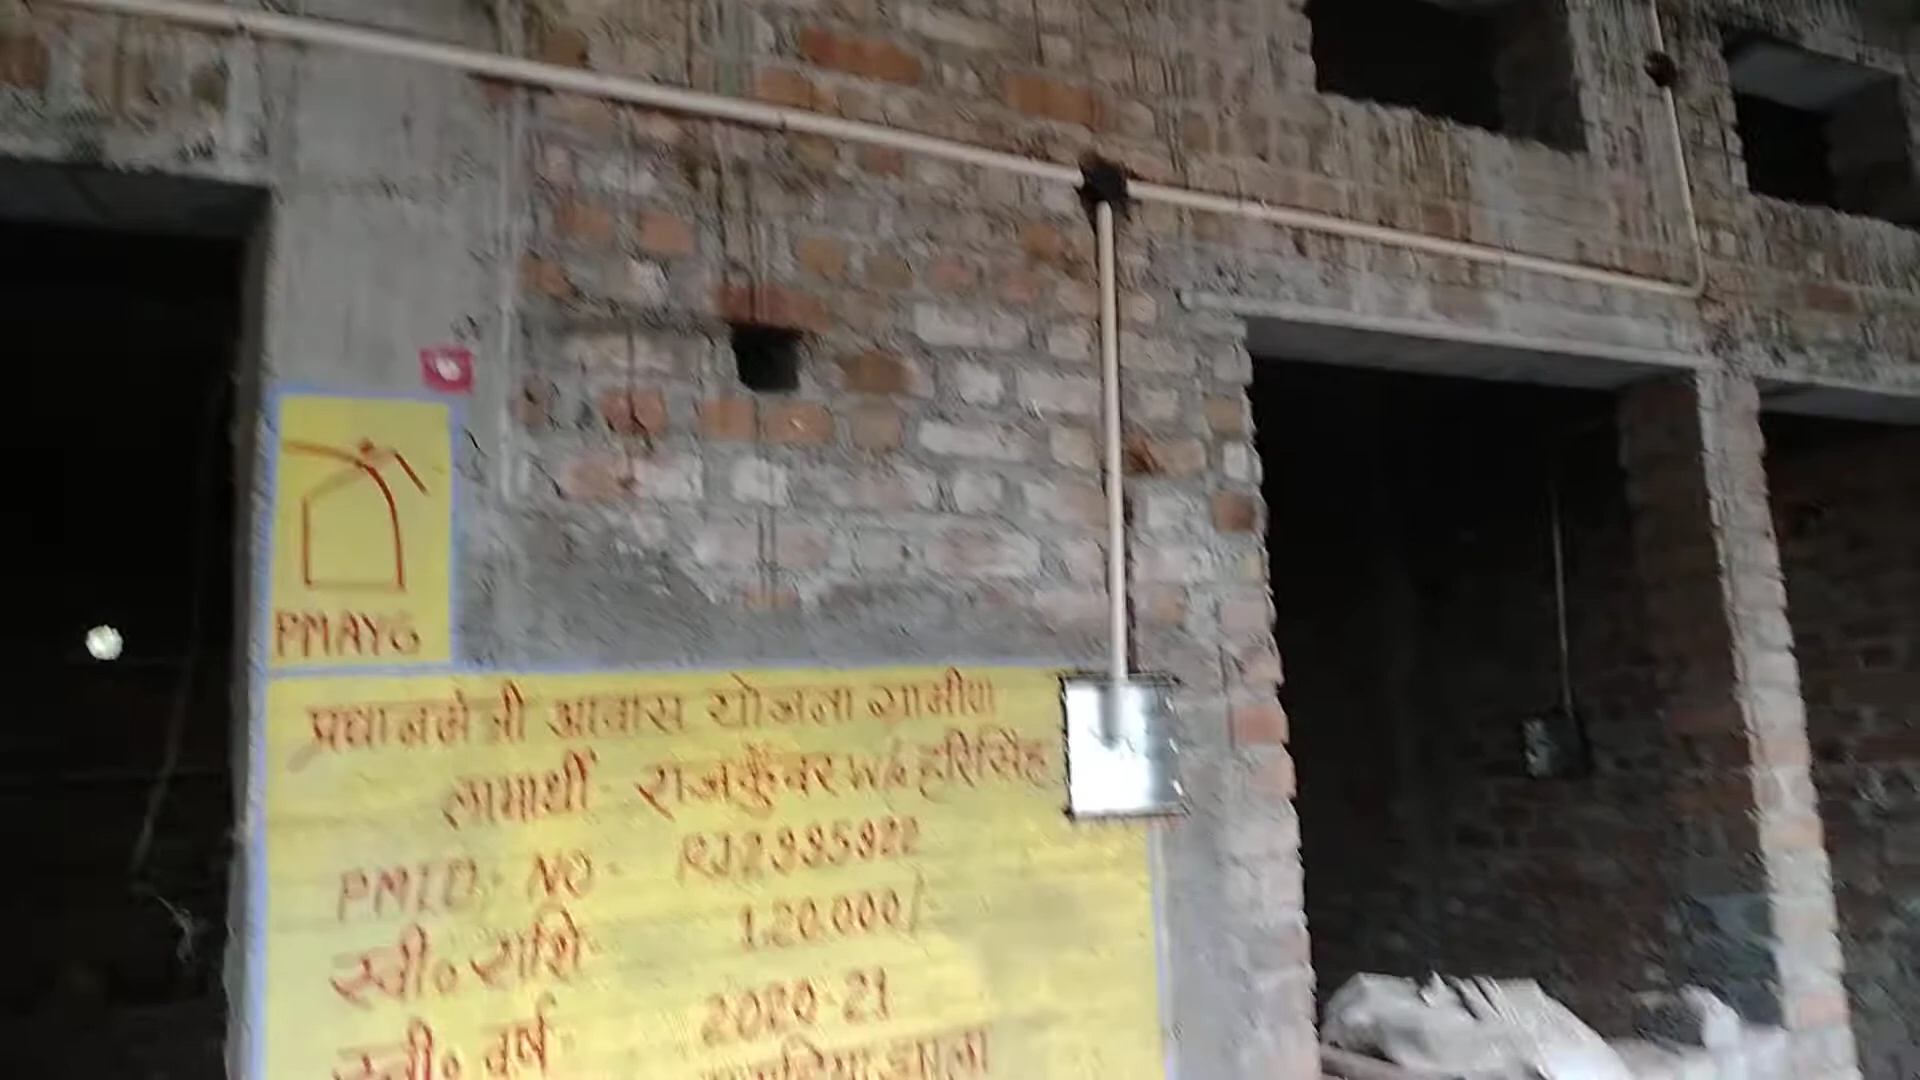 PMAYG
प्रधानमंत्री आवास योजना ग्रामीण
लाभार्थी - राजकुँवर W/o हरिसिंह
PMID. NO - RJ2335922
स्वी० राशि- 1.20.000/-
स्वी० वर्ष- 2020-21